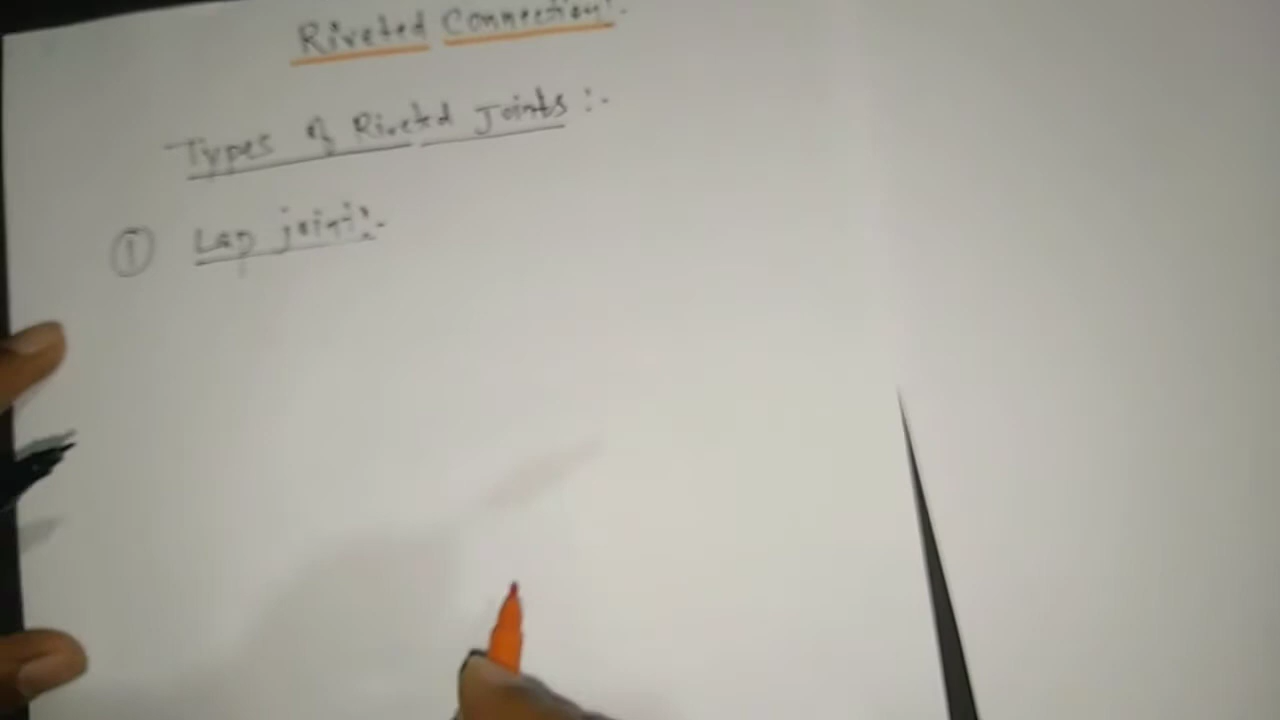 Riveted Connection:-
Types of Riveted Joints :-
① Lap joint:-